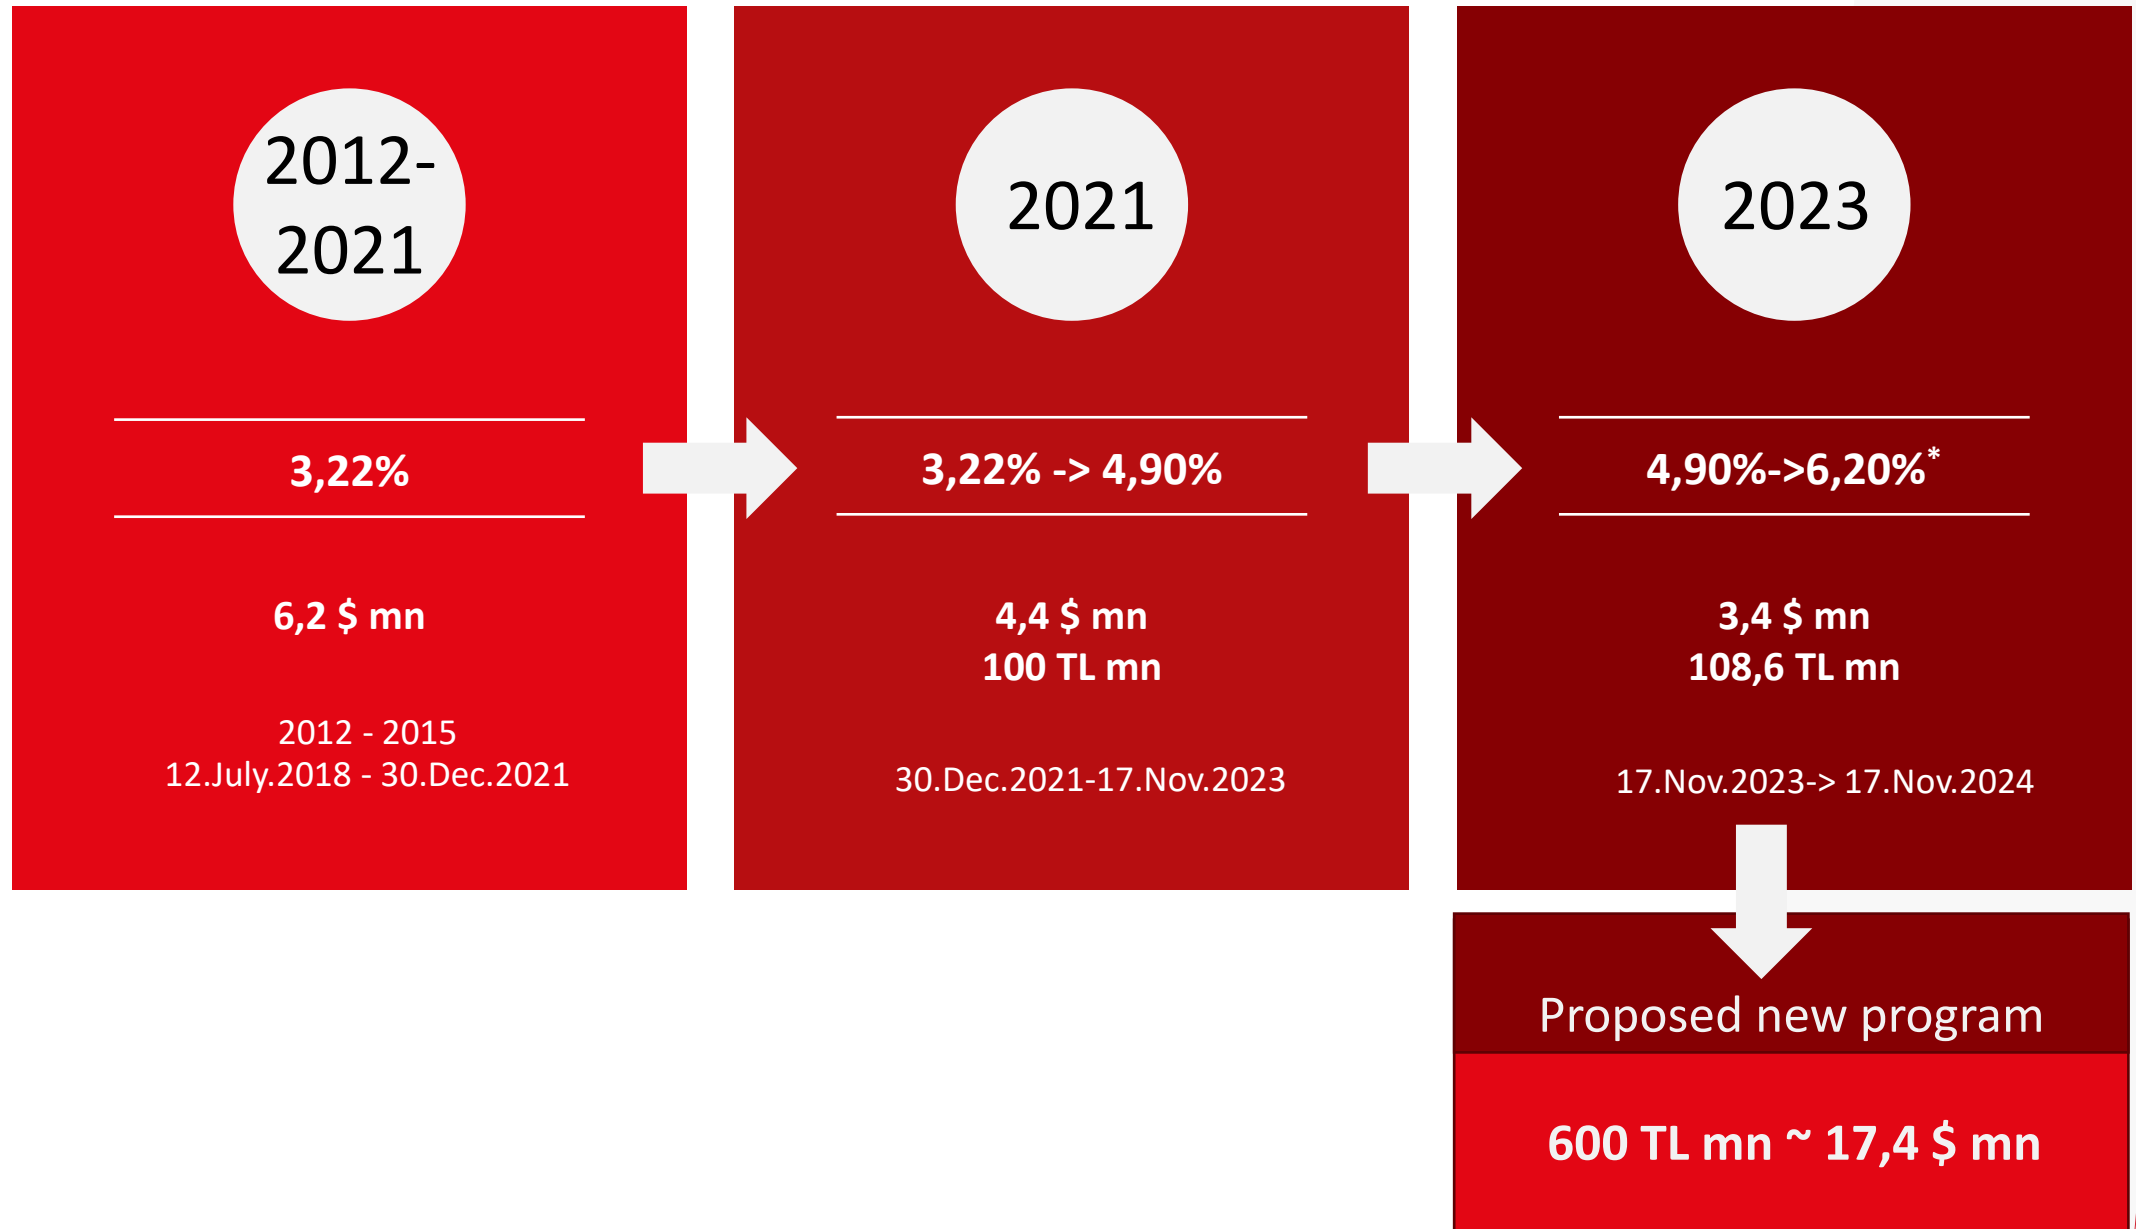 2012-
2021
3,22%
6,2 $ mn
2012 - 2015
12.July.2018 - 30.Dec.2021
2021
3,22% -> 4,90%
4,4 $ mn
100 TL mn
30.Dec.2021-17.Nov.2023
2023
4,90%->6,20%*
3,4 $ mn
108,6 TL mn
17.Nov.2023-> 17.Nov.2024
Proposed new program
600 TL mn ~ 17,4 $ mn